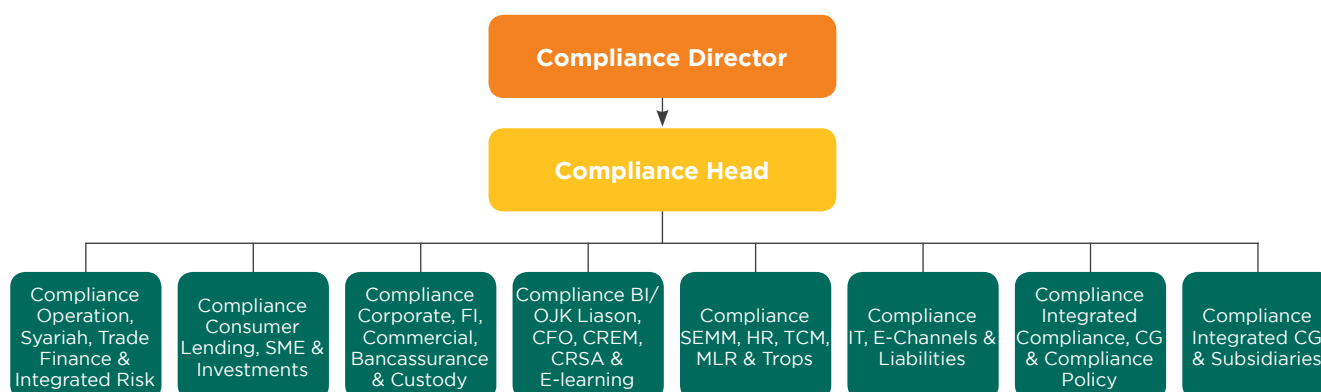 Compliance Director
Compliance Head
Compliance
Operation,
Syariah, Trade
Finance &
Integrated Risk
Compliance
Consumer
Lending, SME &
Investments
Compliance
Corporate, FI,
Commercial,
Bancassurance
& Custody
Compliance BI/
OJK Liason,
CFO, CREM,
CRSA &
E-learning
Compliance
SEMM, HR, TCM,
MLR & Trops
Compliance
IT, E-Channels &
Liabilities
Compliance
Integrated
Compliance, CG
& Compliance
Policy
Compliance
Integrated CG
& Subsidiaries